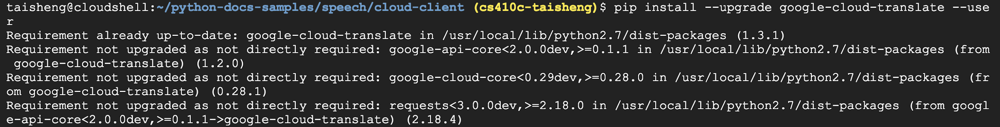 taisheng@cloudshell:~/python-docs-samples/speech/cloud-client (cs410c-taisheng)$ pip install --upgrade google-cloud-translate --use
r
Requirement already up-to-date: google-cloud-translate in /usr/local/lib/python2.7/dist-packages (1.3.1)
Requirement not upgraded as not directly required: google-api-core<2.0.0dev,>=0.1.1 in /usr/local/lib/python2.7/dist-packages (from
 google-cloud-translate) (1.2.0)
Requirement not upgraded as not directly required: google-cloud-core<0.29dev,>=0.28.0 in /usr/local/lib/python2.7/dist-packages (fr
om google-cloud-translate) (0.28.1)
Requirement not upgraded as not directly required: requests<3.0.0dev,>=2.18.0 in /usr/local/lib/python2.7/dist-packages (from googl
e-api-core<2.0.0dev,>=0.1.1->google-cloud-translate) (2.18.4)